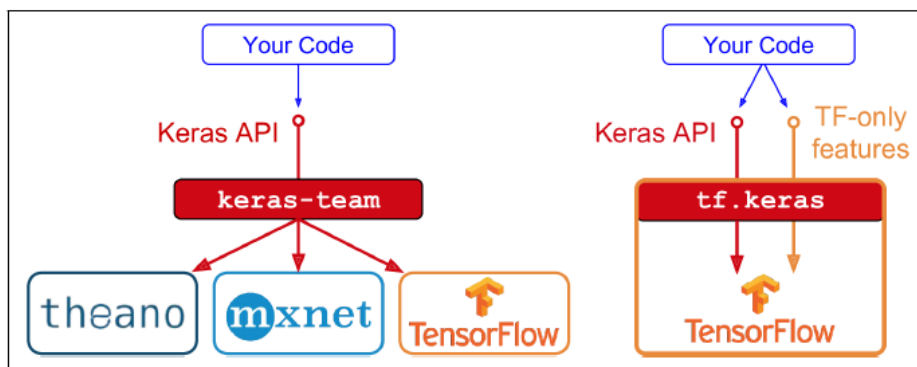 Your Code
Keras API
keras-team
theano
mxnet
TensorFlow
Your Code
Keras API
TF-only
features
tf.keras
TensorFlow